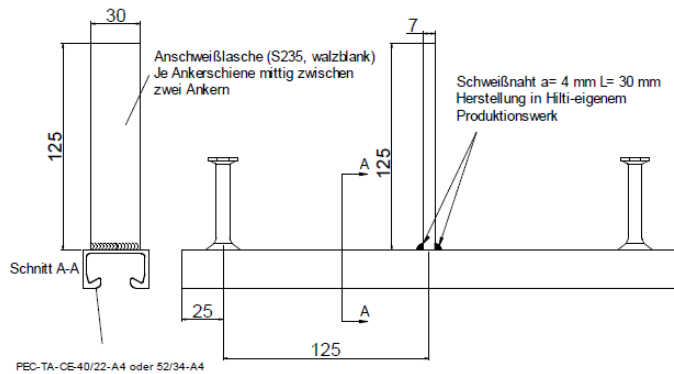 30
Anschweißlasche (S235, walzblank)
Je Ankerschiene mittig zwischen
zwei Ankern
125
Schnitt A-A
PEC-TA-CE-40/22-A4 oder 52/34-A4
7
Schweißnaht a= 4 mm L= 30 mm
Herstellung in Hilti-eigenem
Produktionswerk
125
A
A
25
125